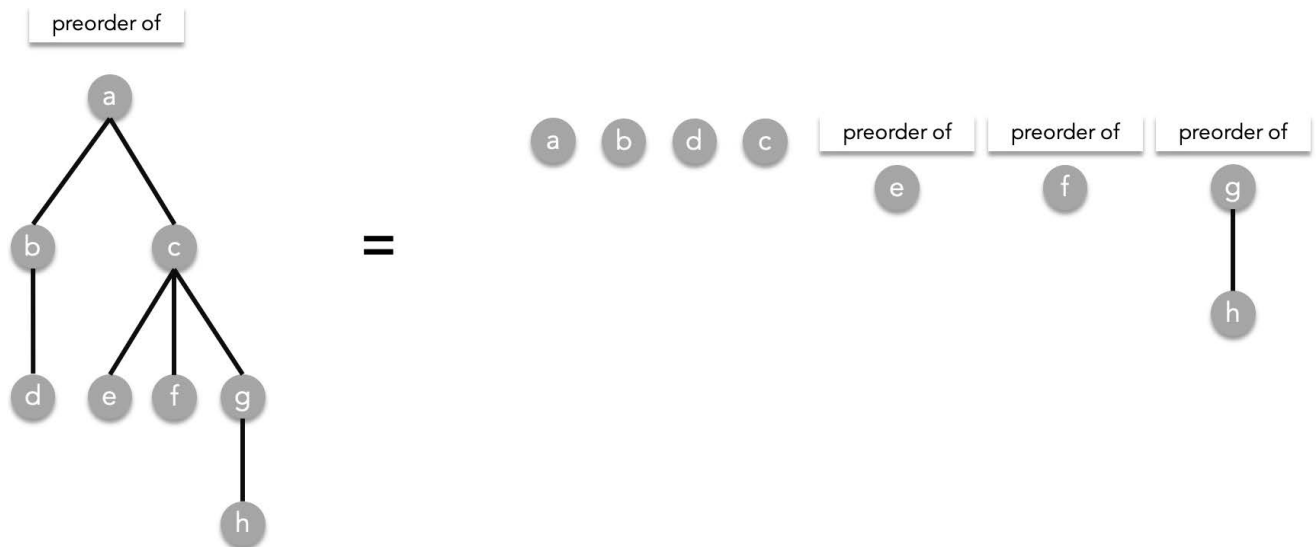 preorder of
a
b c
d e f g
h
=
a b d c preorder of preorder of preorder of
e f g
h